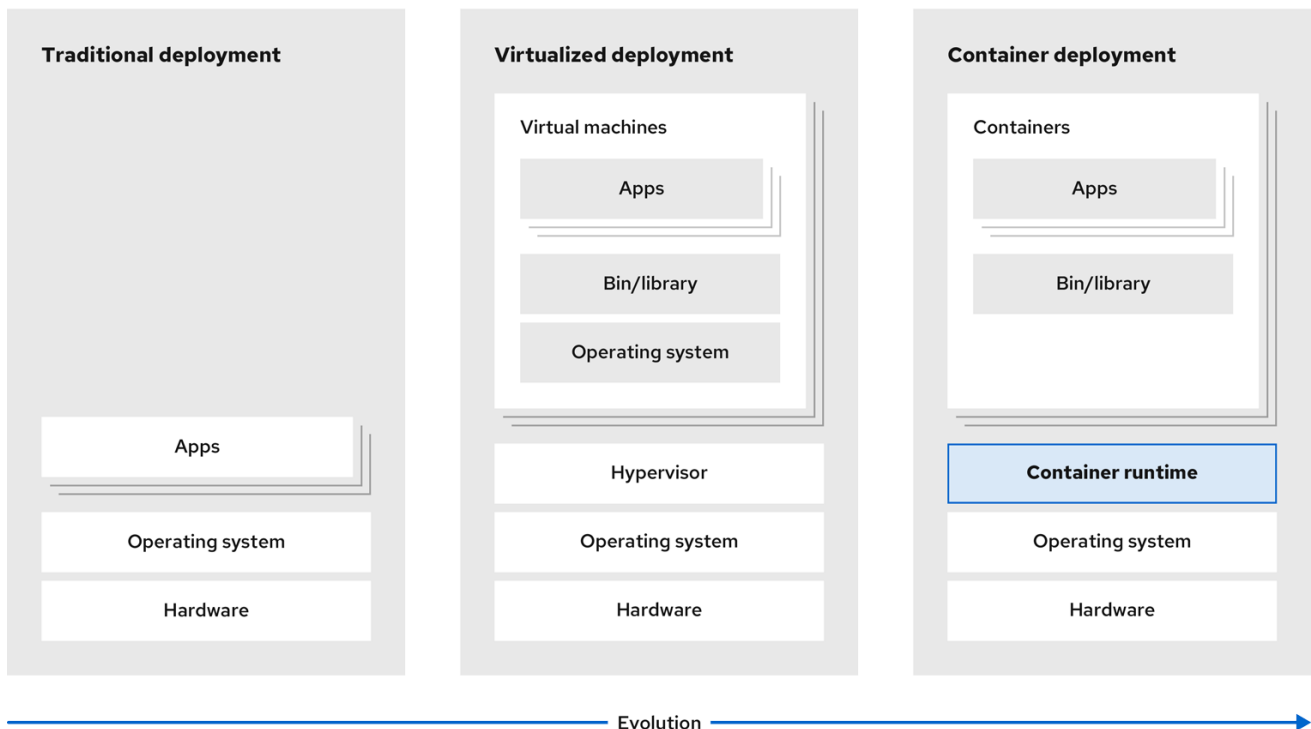 Traditional deployment
Apps
Operating system
Hardware
Virtualized deployment
Virtual machines
Apps
Bin/library
Operating system
Hypervisor
Operating system
Hardware
Container deployment
Containers
Apps
Bin/library
Container runtime
Operating system
Hardware
Evolution